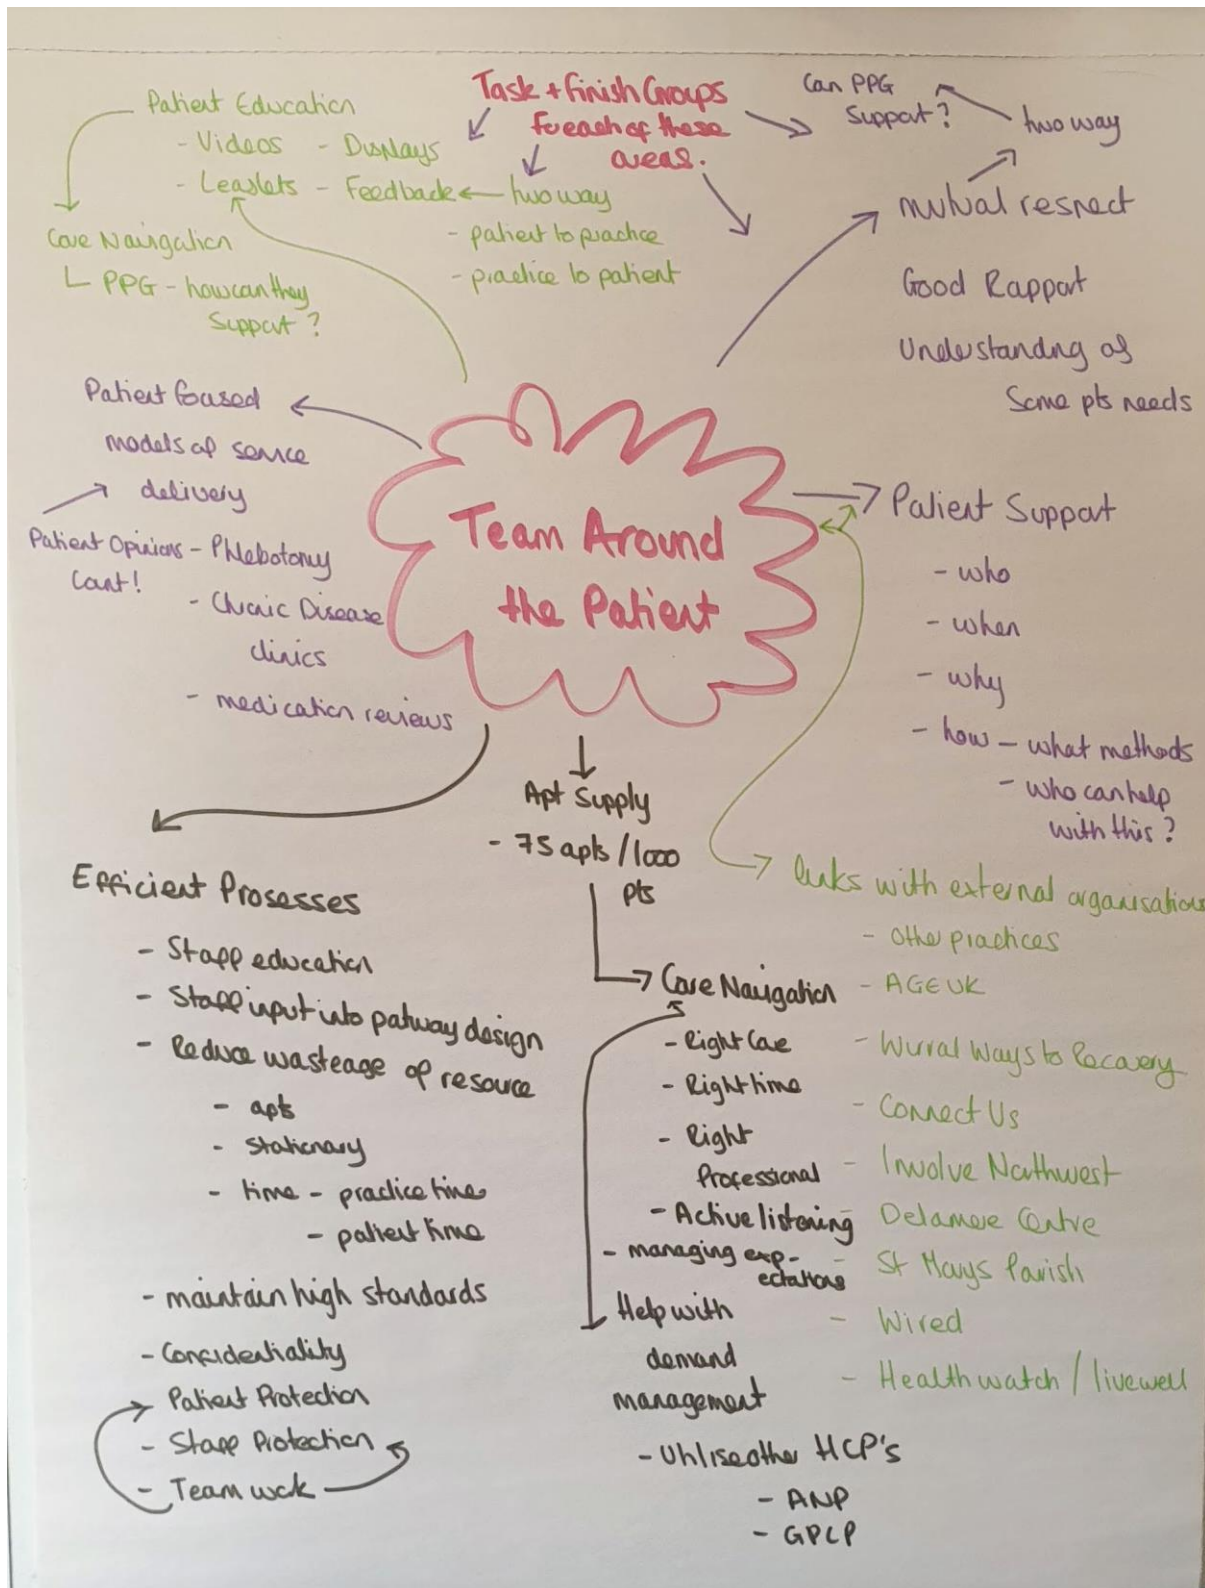 Task + Finish Groups
for each of these
areas.
Patient Education
- Videos - Displays
- Leaflets - Feedback
two way
- patient to practice
- practice to patient
Care Navigation
PPG - how can they
Support ?
Can PPG
Support ?
two way
mutual respect
Good Rapport
Understanding of
Some pts needs
Patient focused
models of service
delivery
Patient Opinions
Count!
- Phlebotomy
- Chronic Disease
clinics
- medication reviews
Team Around
the Patient
Patient Support
- who
- when
- why
- how - what methods
- who can help
with this ?
Apt Supply
- 75 apts / 1000
pts
Efficient Prosesses
- Staff education
- Staff input into patway design
- Reduce wasteage of resource
- apts
- Stationary
- time - practice time
- patient time
- maintain high standards
- Confidentiality
- Patient Protection
- Staff Protection
- Team work
Care Navigation
- Right Care
- Right time
- Right
Professional
- Active listening
- managing exp-
ectations
Help with
demand
management
- Utilise other HCP's
- ANP
- GPCP
links with external organisations
- Other practices
- AGE UK
- Wirral Ways to Recovery
- Connect Us
- Involve Northwest
- Delamere Centre
- St Marys Parish
- Wired
- Healthwatch / livewell